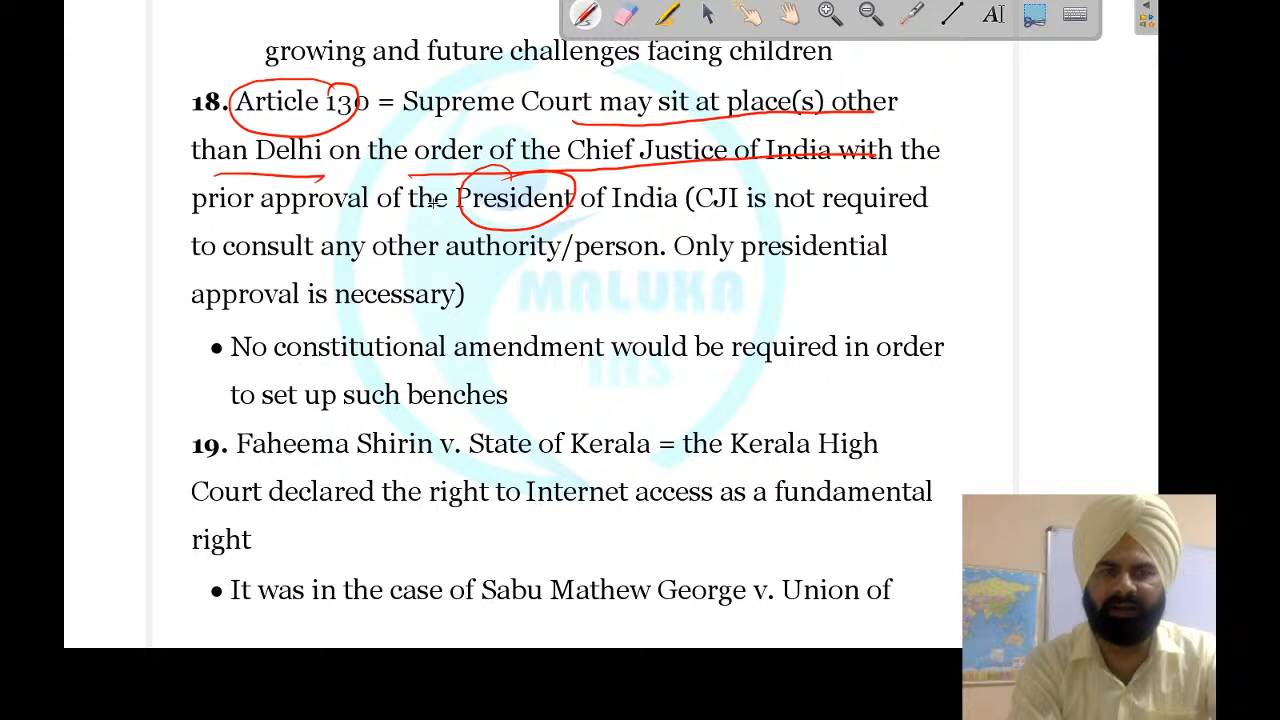 growing and future challenges facing children
18. Article 130 = Supreme Court may sit at place(s) other
than Delhi on the order of the Chief Justice of India with the
prior approval of the President of India (CJI is not required
to consult any other authority/person. Only presidential
approval is necessary)
• No constitutional amendment would be required in order
to set up such benches
19. Faheema Shirin v. State of Kerala = the Kerala High
Court declared the right to Internet access as a fundamental
right
• It was in the case of Sabu Mathew George v. Union of
MALUKA
IAS